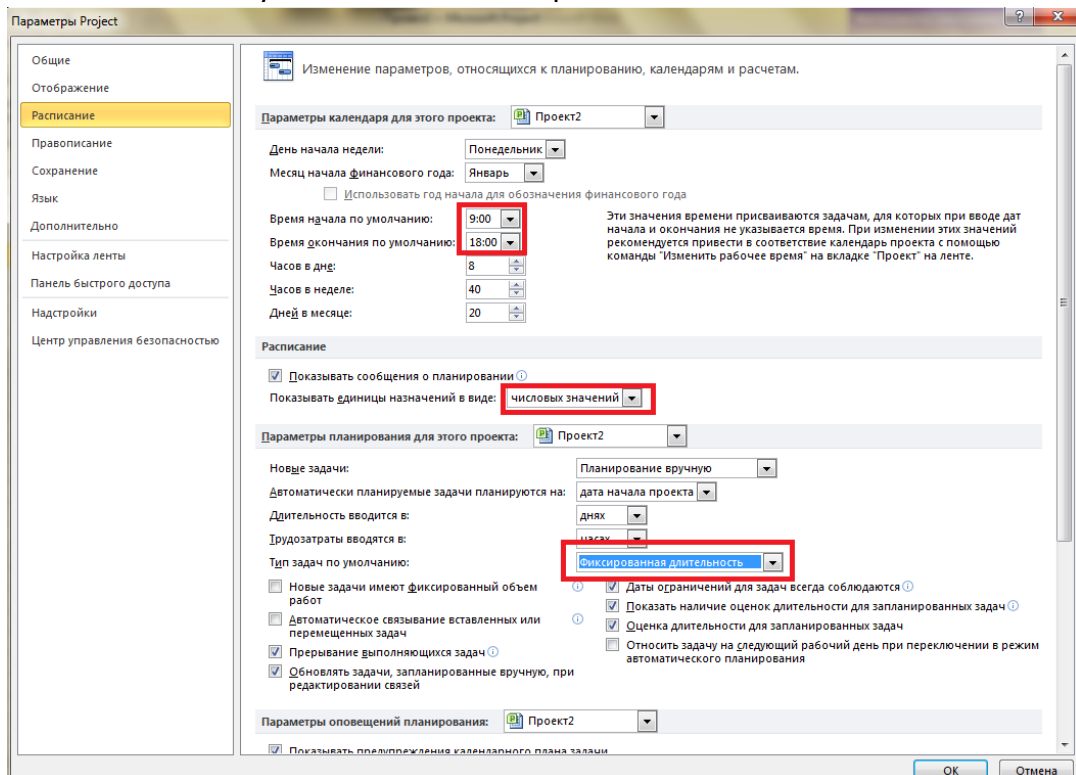 Параметры Project
Общие
Отображение
Расписание
Правописание
Сохранение
Язык
Дополнительно
Настройка ленты
Панель быстрого доступа
Надстройки
Центр управления безопасностью
Изменение параметров, относящихся к планированию, календарям и расчетам.
Параметры календаря для этого проекта: Проект2
День начала недели: Понедельник
Месяц начала финансового года: Январь
Использовать год начала для обозначения финансового года
Время начала по умолчанию: 9:00
Время окончания по умолчанию: 18:00
Часов в дне: 8
Часов в неделе: 40
Дней в месяце: 20
Эти значения времени присваиваются задачам, для которых при вводе дат
начала и окончания не указывается время. При изменении этих значений
рекомендуется привести в соответствие календарь проекта с помощью
команды "Изменить рабочее время" на вкладке "Проект" на ленте.
Расписание
Показывать сообщения о планировании
Показывать единицы назначений в виде: числовых значений
Параметры планирования для этого проекта: Проект2
Новые задачи: Планирование вручную
Автоматически планируемые задачи планируются на: дата начала проекта
Длительность вводится в: днях
Трудозатраты вводятся в: часах
Тип задач по умолчанию: Фиксированная длительность
Новые задачи имеют фиксированный объем
работ
Автоматическое связывание вставленных или
перемещенных задач
Прерывание выполняющихся задач
Обновлять задачи, запланированные вручную, при
редактировании связей
Даты ограничений для задач всегда соблюдаются
Показать наличие оценок длительности для запланированных задач
Оценка длительности для запланированных задач
Относить задачу на следующий рабочий день при переключении в режим
автоматического планирования
Параметры оповещений планирования: Проект2
Показывать предупреждения календарного плана задачи
ОК
Отмена